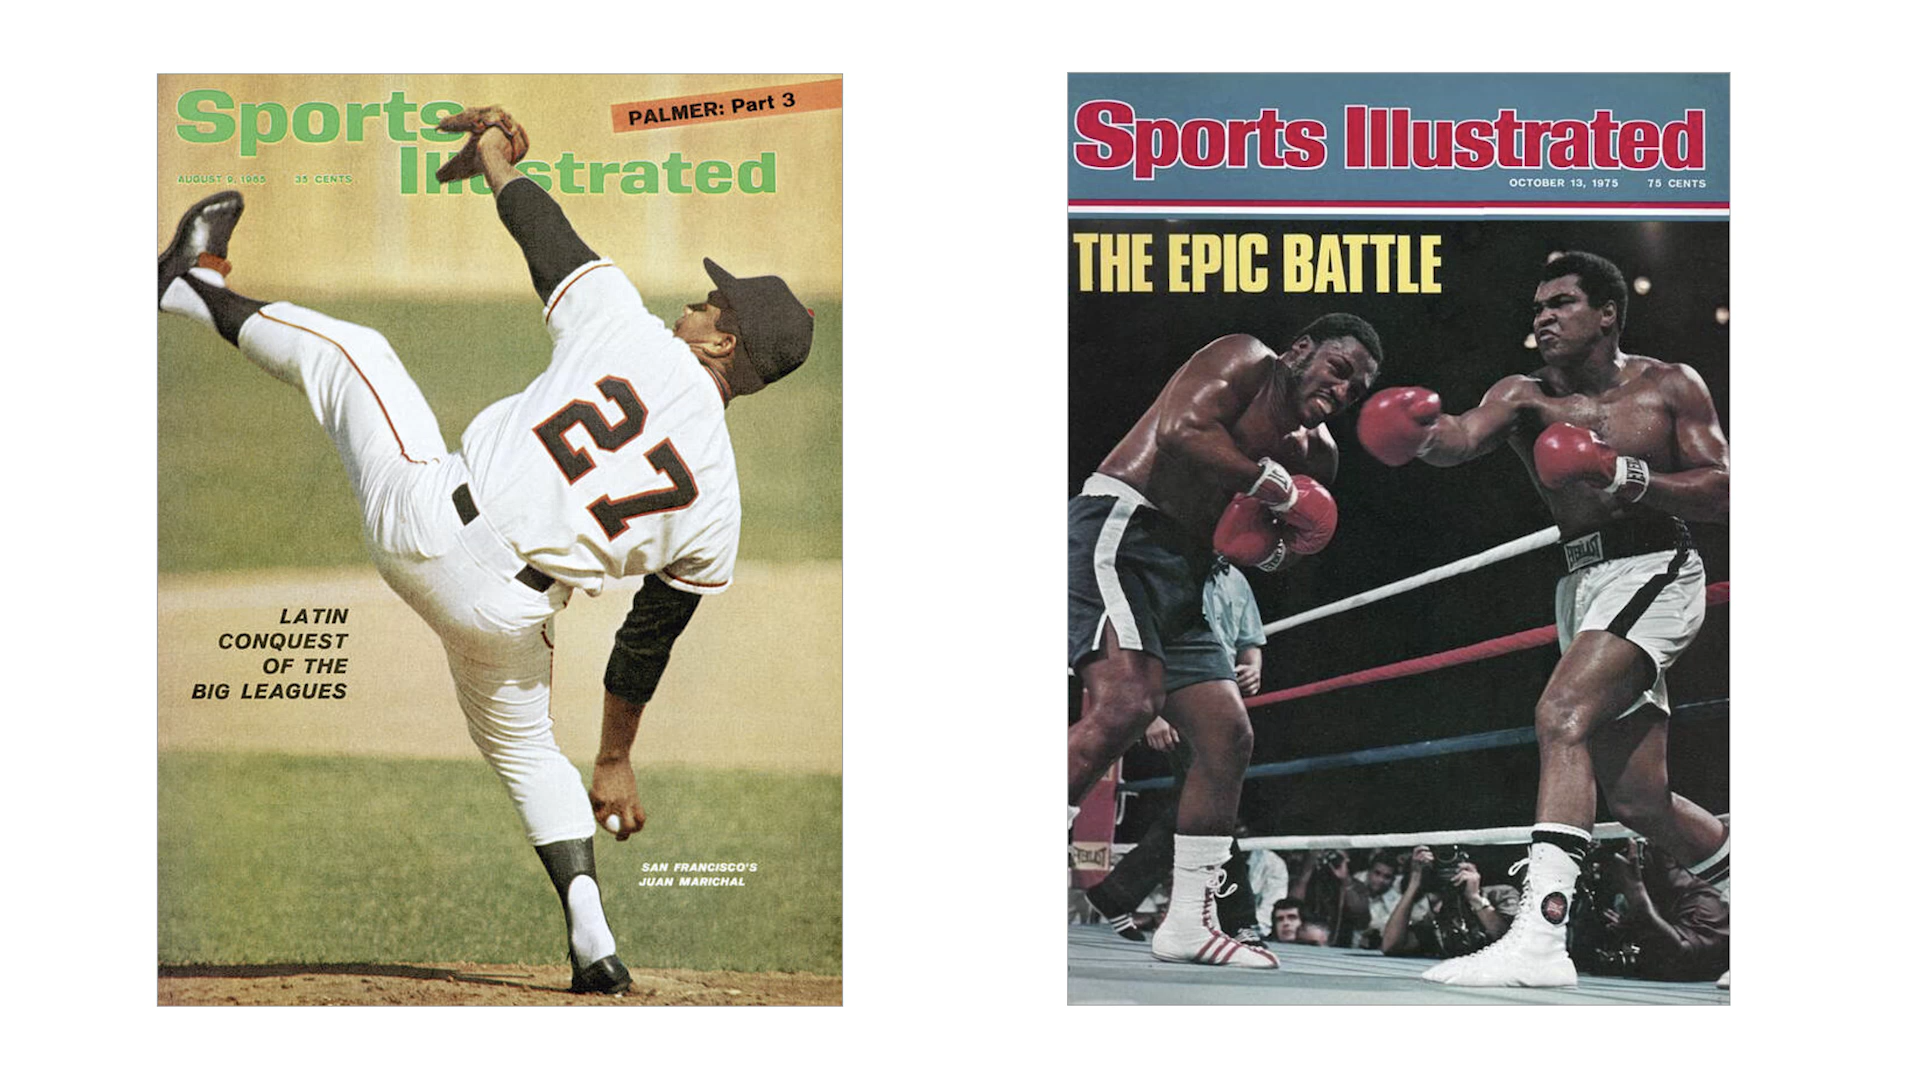 Sports
Illustrated
PALMER: Part 3
AUGUST 9, 1965 35 CENTS
27
LATIN
CONQUEST
OF THE
BIG LEAGUES
SAN FRANCISCO'S
JUAN MARICHAL
Sports Illustrated
OCTOBER 13, 1975 75 CENTS
THE EPIC BATTLE
EVERLAST
EVERLAST